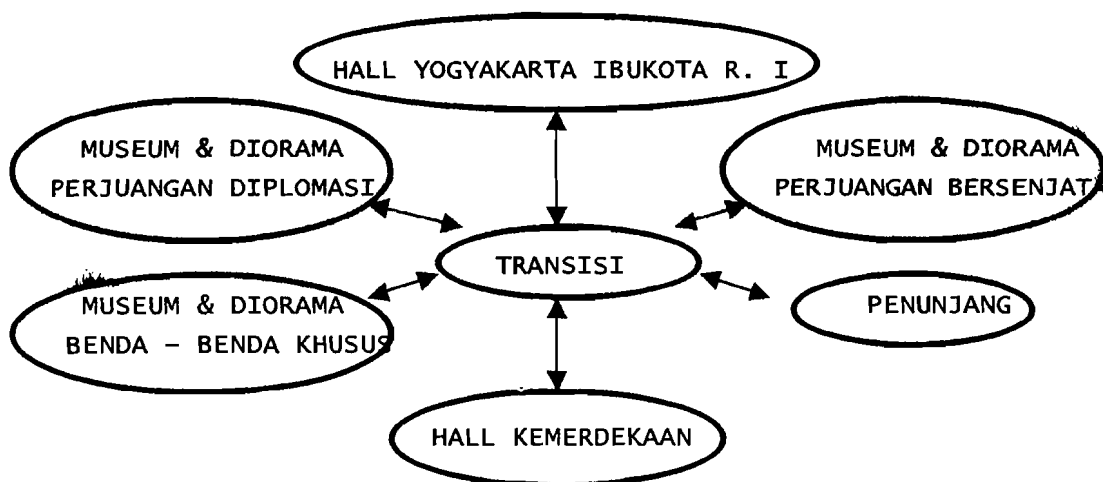 HALL YOGYAKARTA IBUKOTA R. I
MUSEUM & DIORAMA
PERJUANGAN DIPLOMASI
MUSEUM & DIORAMA
PERJUANGAN BERSENJAT
TRANSISI
MUSEUM & DIORAMA
BENDA – BENDA KHUSUS
PENUNJANG
HALL KEMERDEKAAN